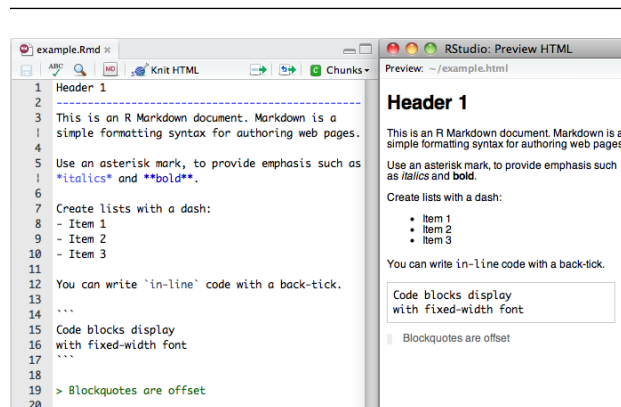 example.Rmd ×
ABC MD Knit HTML C Chunks
1 Header 1
2 -------------------------------------------------
3 This is an R Markdown document. Markdown is a
simple formatting syntax for authoring web pages.
4
5 Use an asterisk mark, to provide emphasis such as
*italics* and **bold**.
6
7 Create lists with a dash:
8 - Item 1
9 - Item 2
10 - Item 3
11
12 You can write `in-line` code with a back-tick.
13
14 ```
15 Code blocks display
16 with fixed-width font
17 ```
18
19 > Blockquotes are offset
20
RStudio: Preview HTML
Preview: ~/example.html
Header 1
This is an R Markdown document. Markdown is a
simple formatting syntax for authoring web pages
Use an asterisk mark, to provide emphasis such
as italics and bold.
Create lists with a dash:
• Item 1
• Item 2
• Item 3
You can write in-line code with a back-tick.
Code blocks display
with fixed-width font
Blockquotes are offset